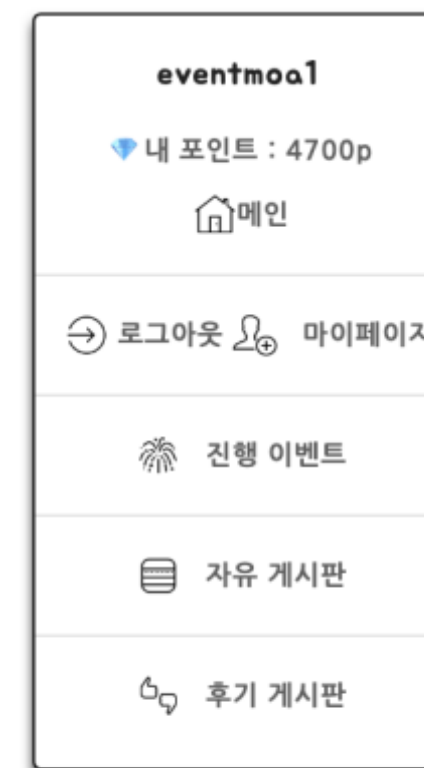 eventmoa1
내 포인트 : 4700p
메인
로그아웃 마이페이지
진행 이벤트
자유 게시판
후기 게시판